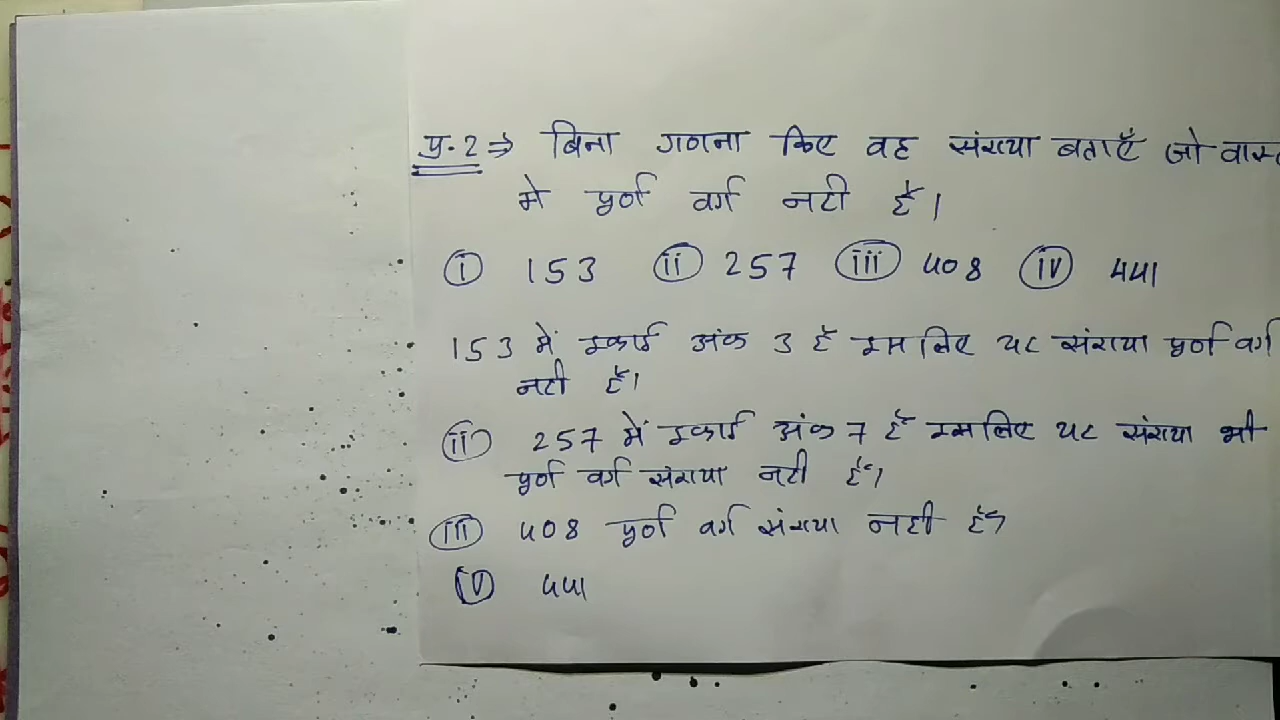 प्र.2 ⇒ बिना गणना किए वह संख्या बताएँ जो वास्त
मे पूर्ण वर्ग नही है।
(i) 153 (ii) 257 (iii) 408 (iv) 441
153 में इकाई अंक 3 है इसलिए यह संख्या पूर्ण वर्ग
नही है।
(ii) 257 में इकाई अंक 7 है इसलिए यह संख्या भी
पूर्ण वर्ग संख्या नही है।
(iii) 408 पूर्ण वर्ग संख्या नही है।
(iv) 441